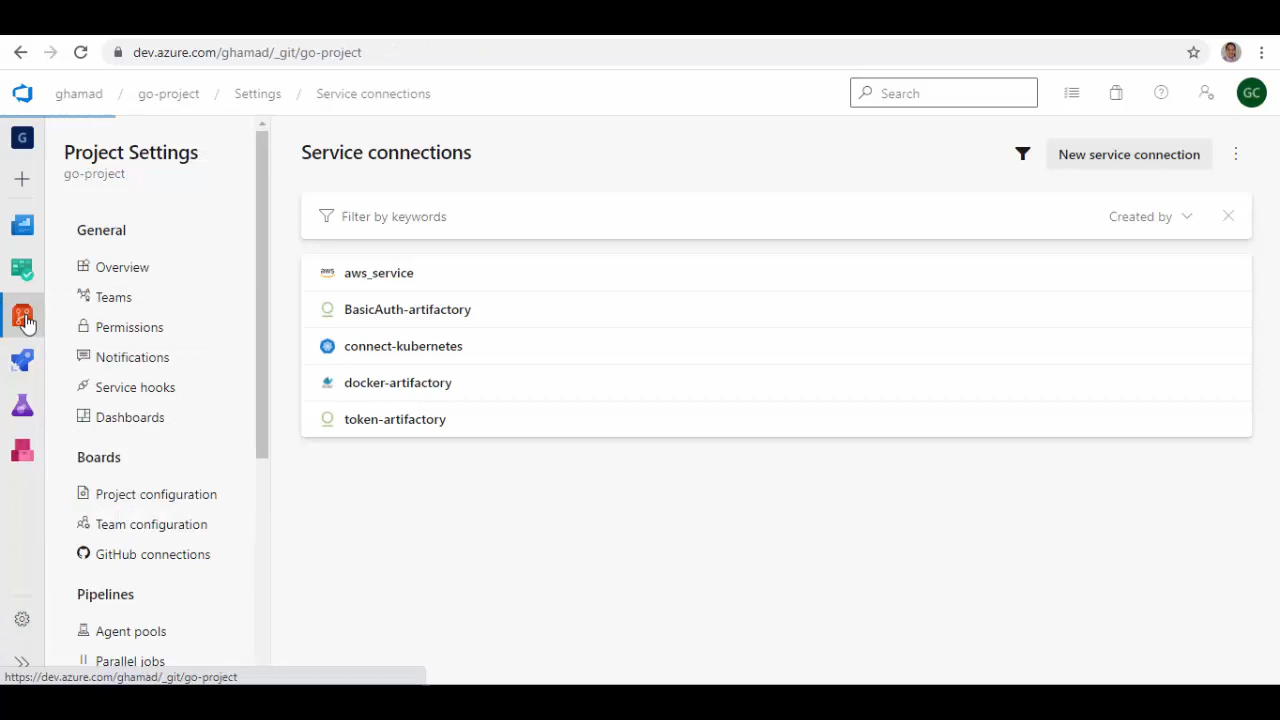 dev.azure.com/ghamad/_git/go-project
ghamad / go-project / Settings / Service connections
Search
GC
G
Project Settings
go-project
General
Overview
Teams
Permissions
Notifications
Service hooks
Dashboards
Boards
Project configuration
Team configuration
GitHub connections
Pipelines
Agent pools
Parallel jobs
Service connections
New service connection
Filter by keywords
Created by
aws aws_service
BasicAuth-artifactory
connect-kubernetes
docker-artifactory
token-artifactory
https://dev.azure.com/ghamad/_git/go-project